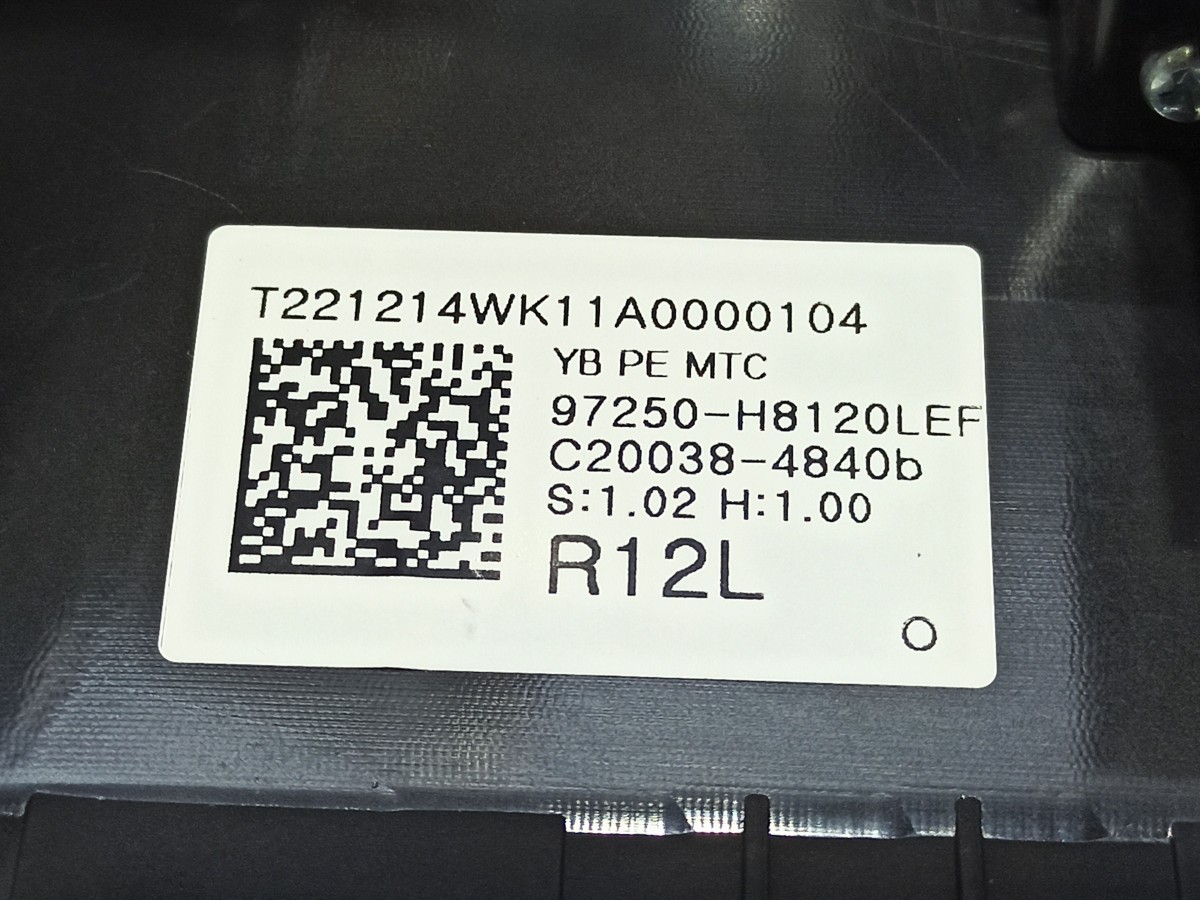 T221214WK11A0000104
YB PE MTC
97250-H8120LEF
C20038-4840b
S:1.02 H:1.00
R12L
O